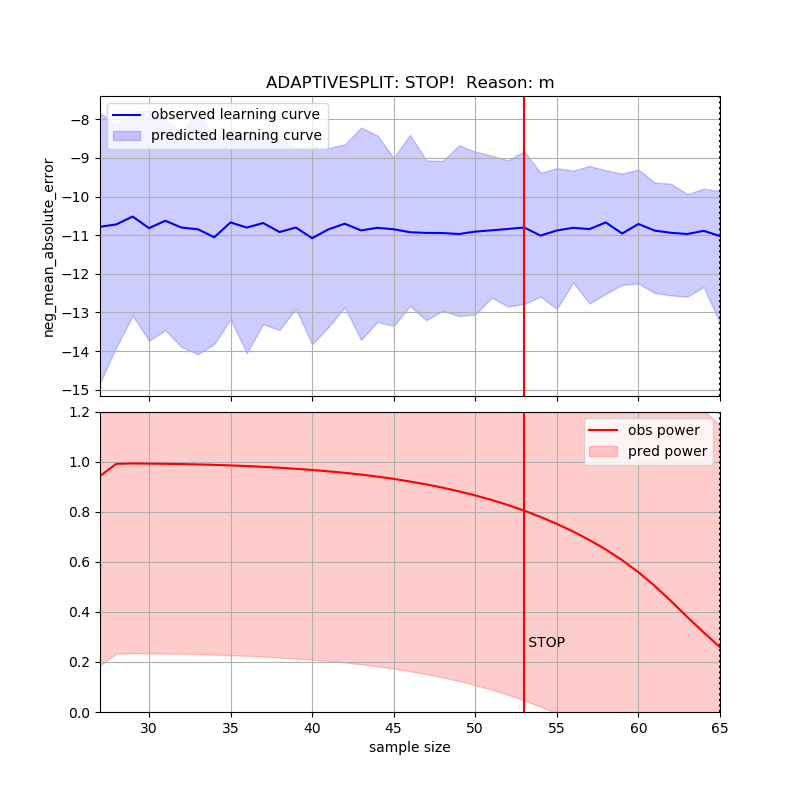 ADAPTIVESPLIT: STOP!  Reason: m
observed learning curve
predicted learning curve
−8
−9
−10
−11
−12
−13
−14
−15
neg_mean_absolute_error
obs power
pred power
1.2
1.0
0.8
0.6
0.4
0.2
0.0
STOP
30 35 40 45 50 55 60 65
sample size